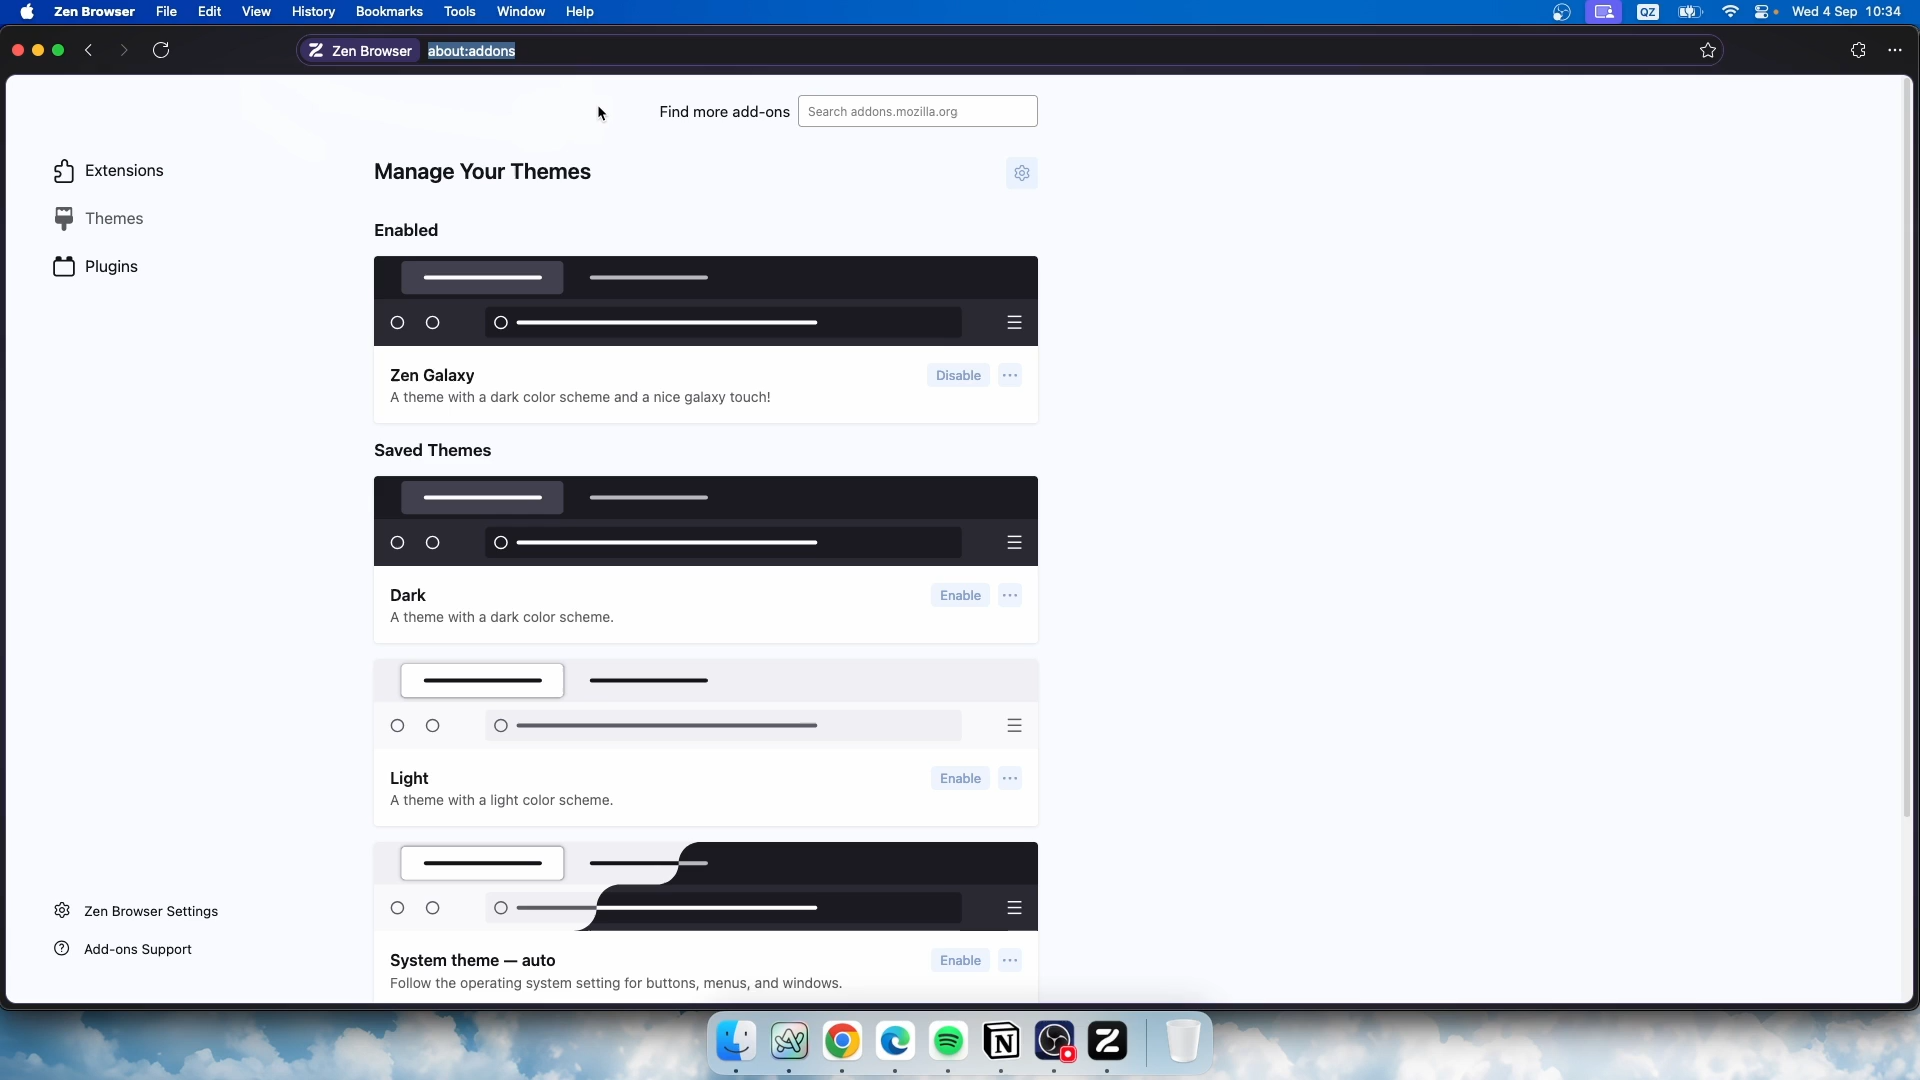 Zen Browser File Edit View History Bookmarks Tools Window Help QZ Wed 4 Sep 10:34
Zen Browser about:addons
Find more add-ons Search addons.mozilla.org
Extensions
Themes
Plugins
Zen Browser Settings
Add-ons Support
Manage Your Themes
Enabled
Zen Galaxy Disable
A theme with a dark color scheme and a nice galaxy touch!
Saved Themes
Dark Enable
A theme with a dark color scheme.
Light Enable
A theme with a light color scheme.
System theme — auto Enable
Follow the operating system setting for buttons, menus, and windows.